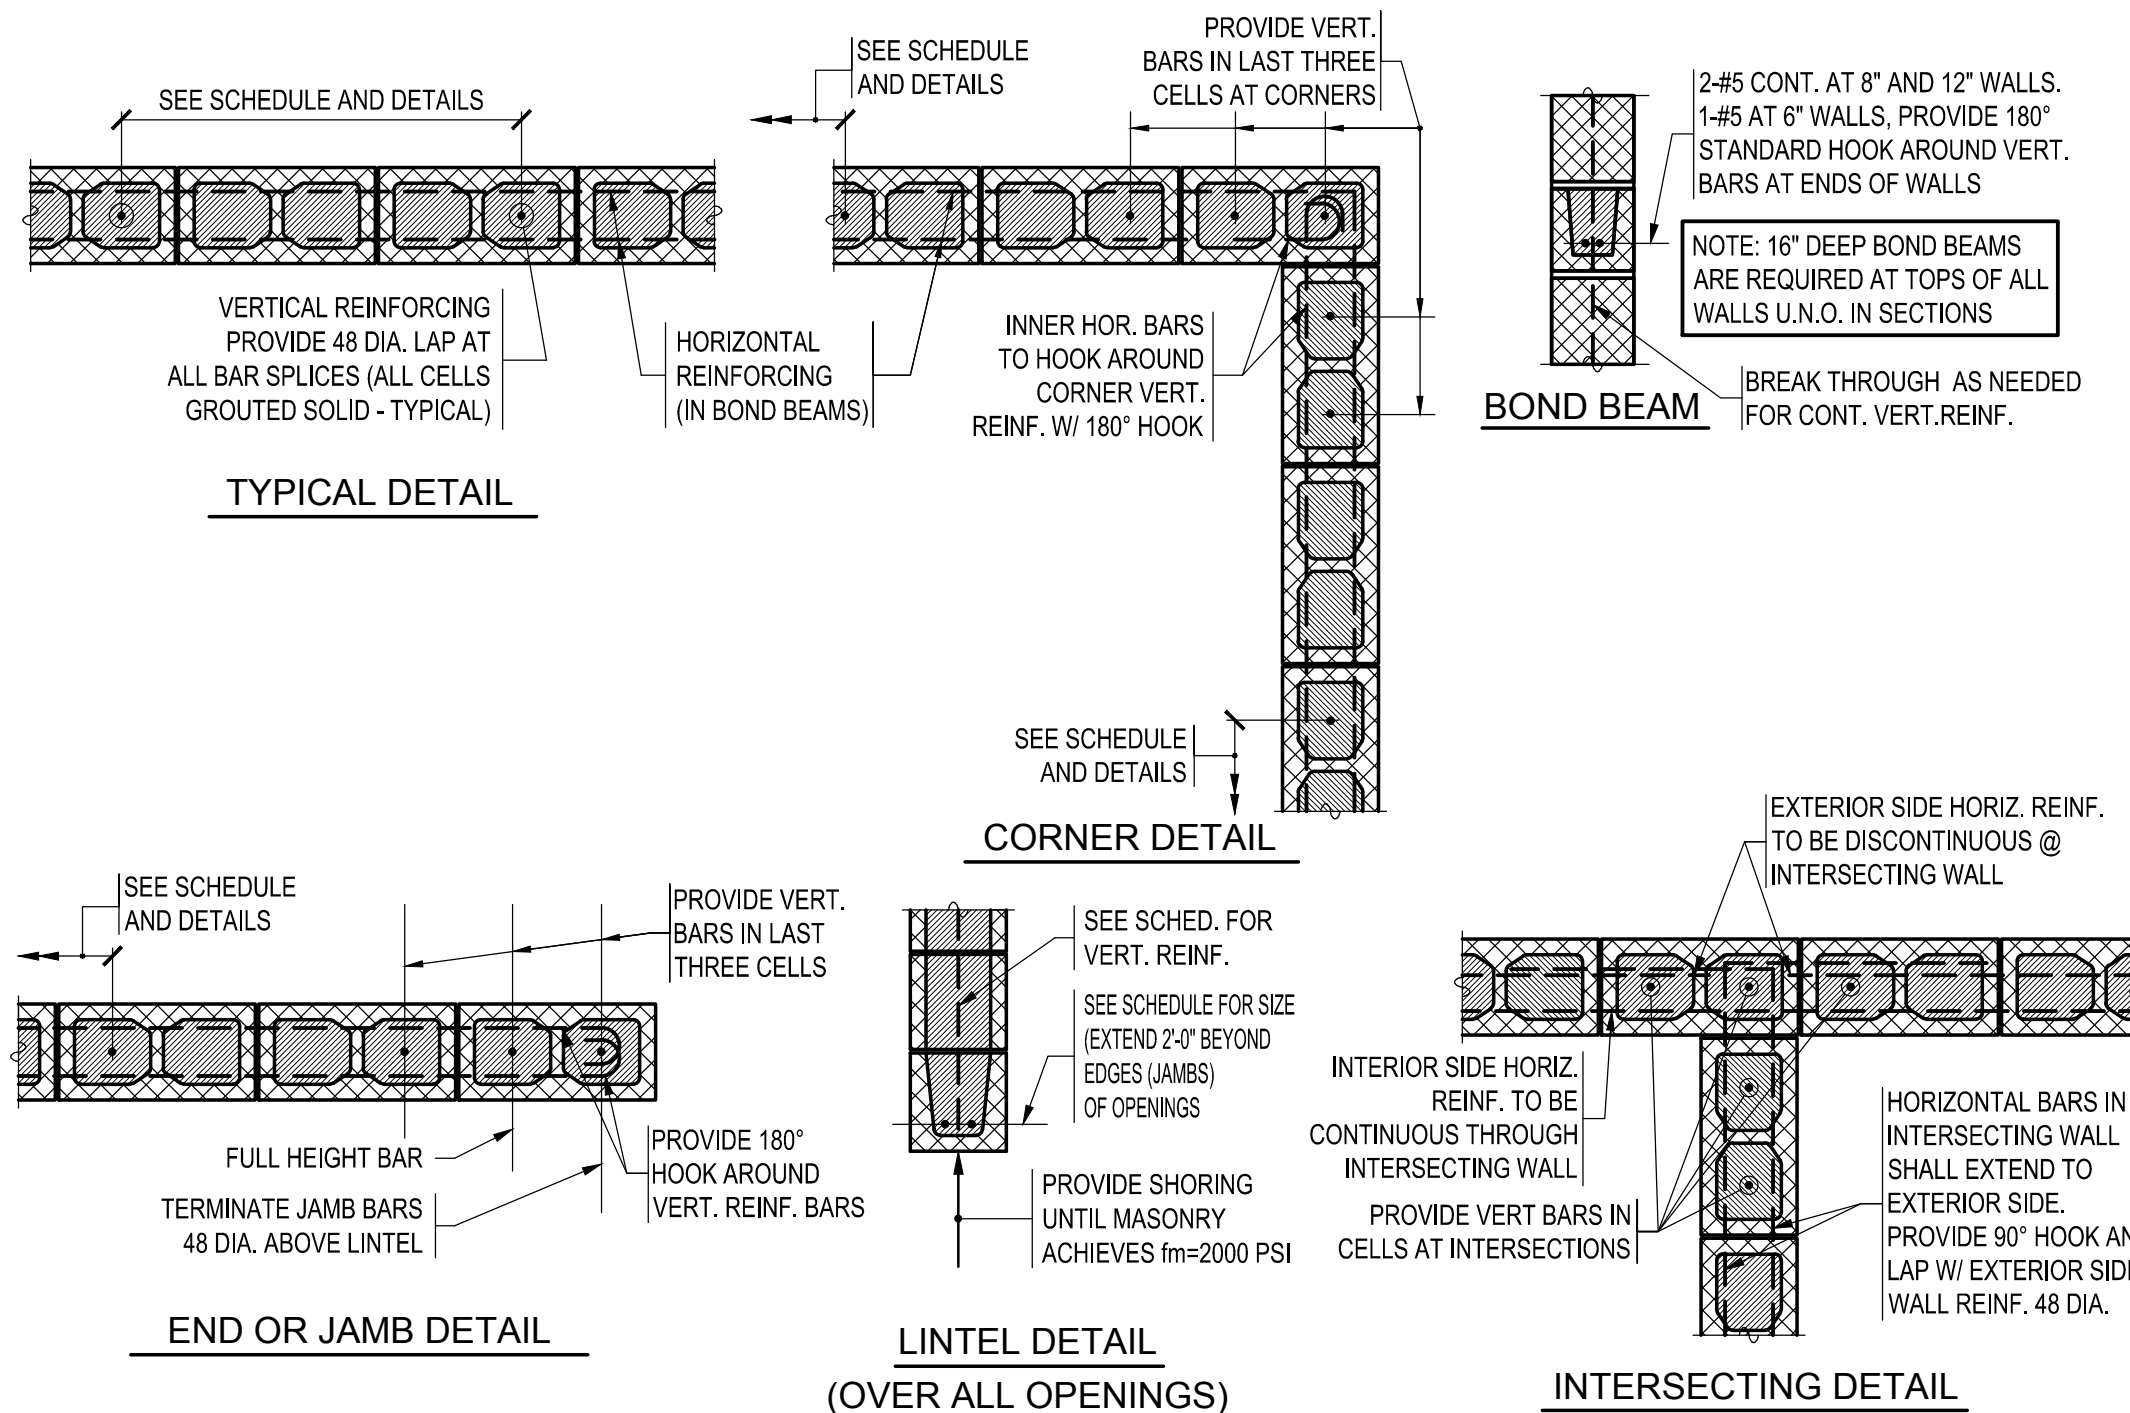 SEE SCHEDULE AND DETAILS
VERTICAL REINFORCING
PROVIDE 48 DIA. LAP AT
ALL BAR SPLICES (ALL CELLS
GROUTED SOLID - TYPICAL)
HORIZONTAL
REINFORCING
(IN BOND BEAMS)
TYPICAL DETAIL
SEE SCHEDULE
AND DETAILS
PROVIDE VERT.
BARS IN LAST THREE
CELLS AT CORNERS
INNER HOR. BARS
TO HOOK AROUND
CORNER VERT.
REINF. W/ 180° HOOK
SEE SCHEDULE
AND DETAILS
CORNER DETAIL
2-#5 CONT. AT 8" AND 12" WALLS.
1-#5 AT 6" WALLS, PROVIDE 180°
STANDARD HOOK AROUND VERT.
BARS AT ENDS OF WALLS
NOTE: 16" DEEP BOND BEAMS
ARE REQUIRED AT TOPS OF ALL
WALLS U.N.O. IN SECTIONS
BREAK THROUGH AS NEEDED
FOR CONT. VERT.REINF.
BOND BEAM
SEE SCHEDULE
AND DETAILS
PROVIDE VERT.
BARS IN LAST
THREE CELLS
FULL HEIGHT BAR
TERMINATE JAMB BARS
48 DIA. ABOVE LINTEL
PROVIDE 180°
HOOK AROUND
VERT. REINF. BARS
END OR JAMB DETAIL
SEE SCHED. FOR
VERT. REINF.
SEE SCHEDULE FOR SIZE
(EXTEND 2'-0" BEYOND
EDGES (JAMBS)
OF OPENINGS
PROVIDE SHORING
UNTIL MASONRY
ACHIEVES fm=2000 PSI
LINTEL DETAIL
(OVER ALL OPENINGS)
EXTERIOR SIDE HORIZ. REINF.
TO BE DISCONTINUOUS @
INTERSECTING WALL
INTERIOR SIDE HORIZ.
REINF. TO BE
CONTINUOUS THROUGH
INTERSECTING WALL
PROVIDE VERT BARS IN
CELLS AT INTERSECTIONS
HORIZONTAL BARS IN
INTERSECTING WALL
SHALL EXTEND TO
EXTERIOR SIDE.
PROVIDE 90° HOOK AN
LAP W/ EXTERIOR SID
WALL REINF. 48 DIA.
INTERSECTING DETAIL